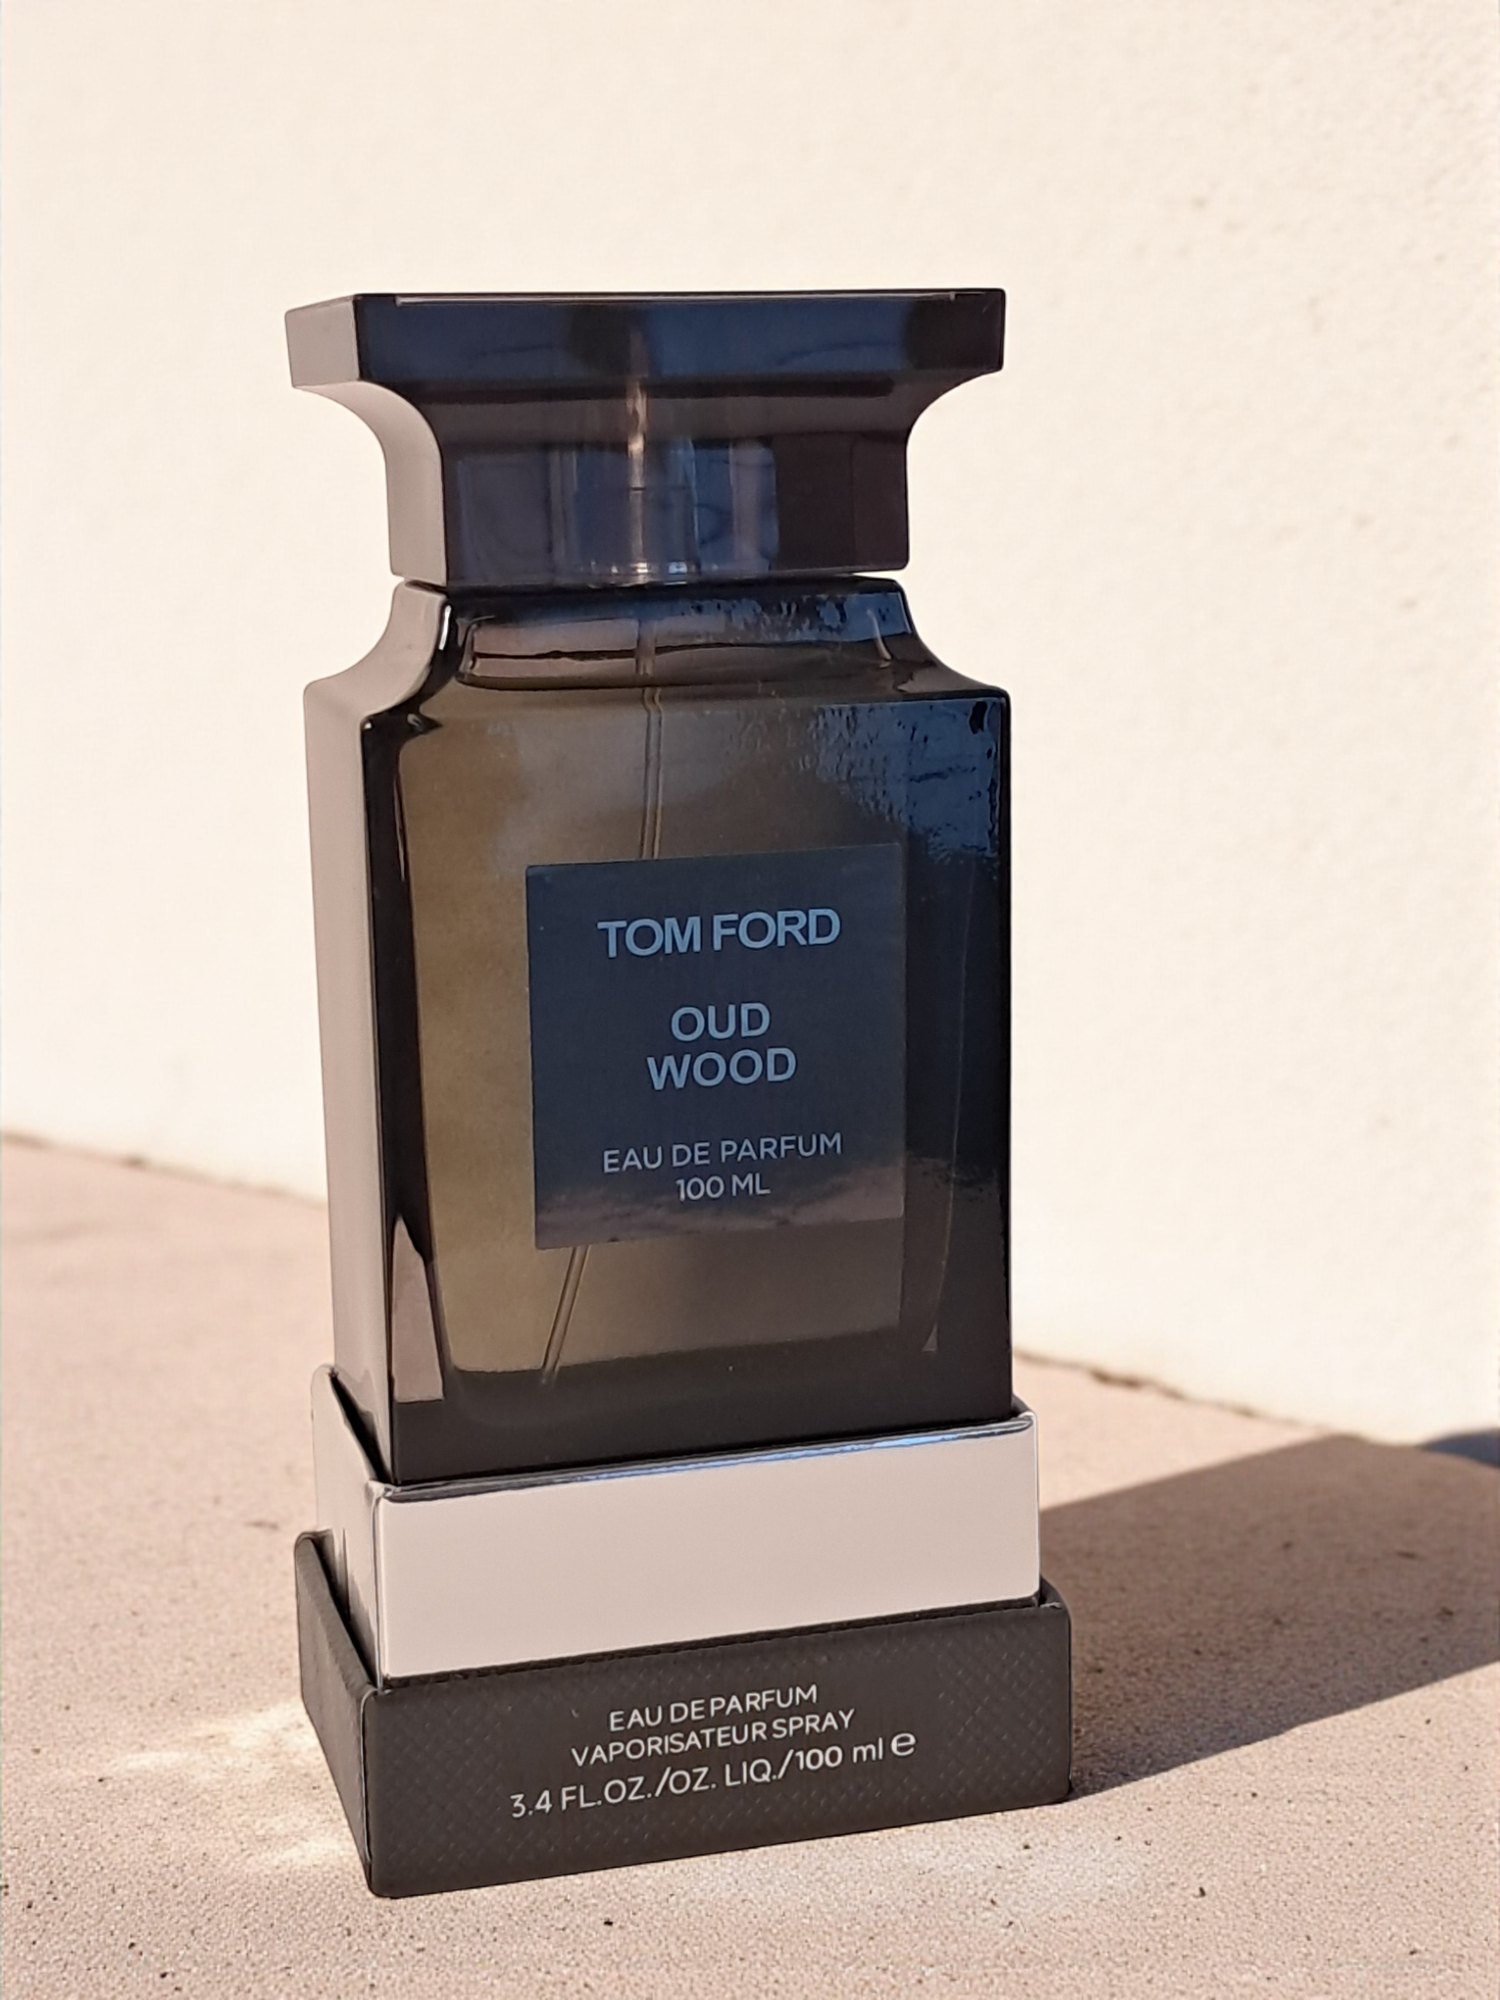 TOM FORD
OUD
WOOD
EAU DE PARFUM
100 ML
EAU DE PARFUM
VAPORISATEUR SPRAY
3.4 FL.OZ./OZ. LIQ./100 ml ℮